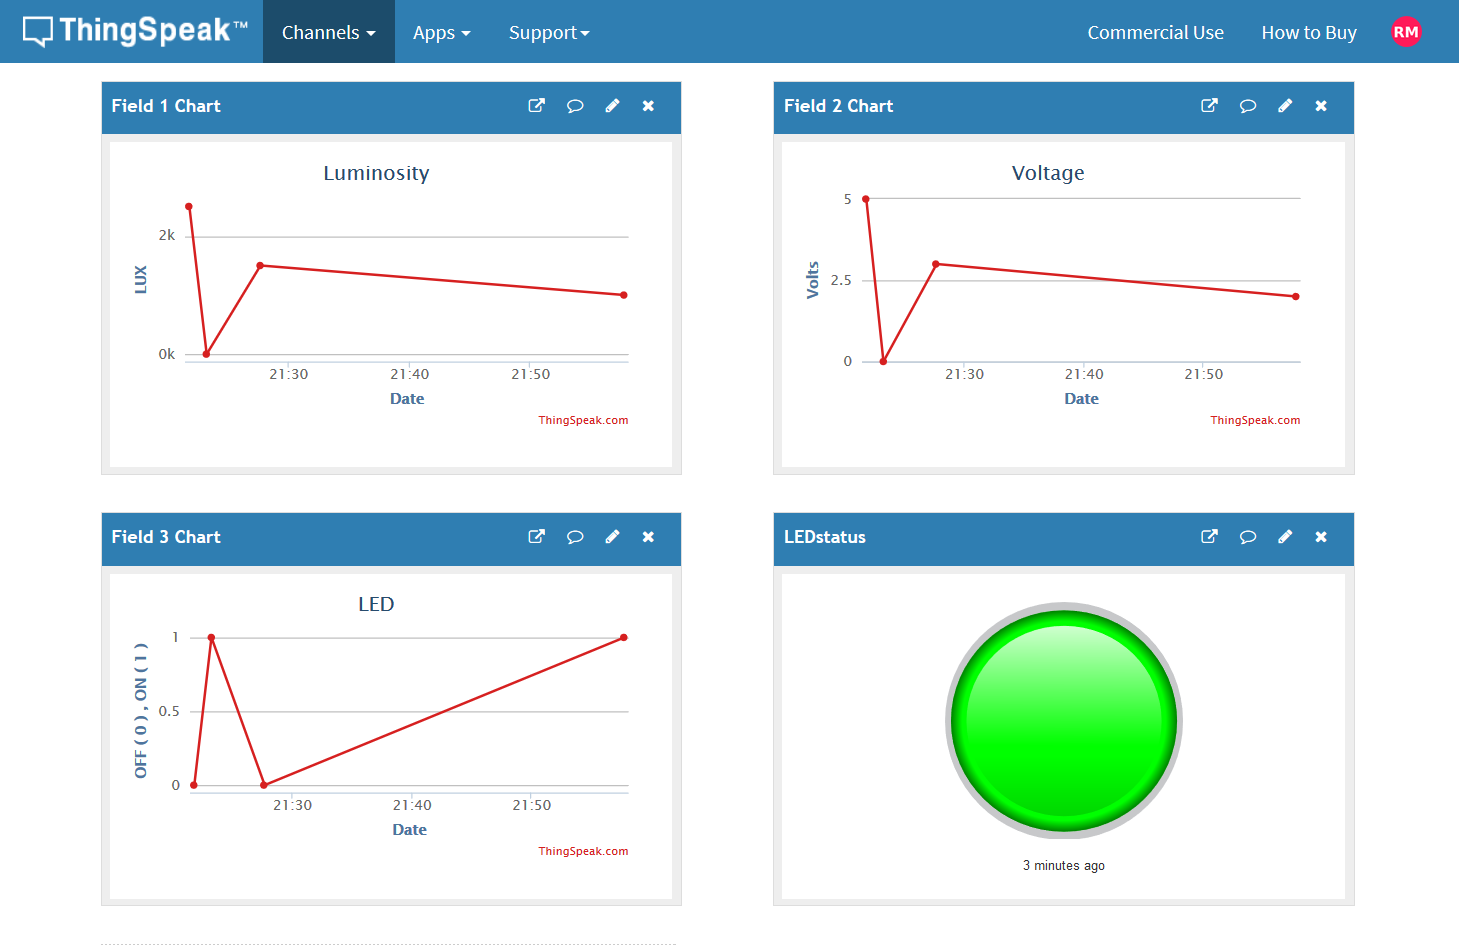 ThingSpeak™ Channels Apps Support Commercial Use How to Buy RM
Field 1 Chart
Luminosity
2k
0k
LUX
21:30 21:40 21:50
Date
ThingSpeak.com
Field 2 Chart
Voltage
5
2.5
0
Volts
21:30 21:40 21:50
Date
ThingSpeak.com
Field 3 Chart
LED
1
0.5
0
OFF ( 0 ) , ON ( 1 )
21:30 21:40 21:50
Date
ThingSpeak.com
LEDstatus
3 minutes ago